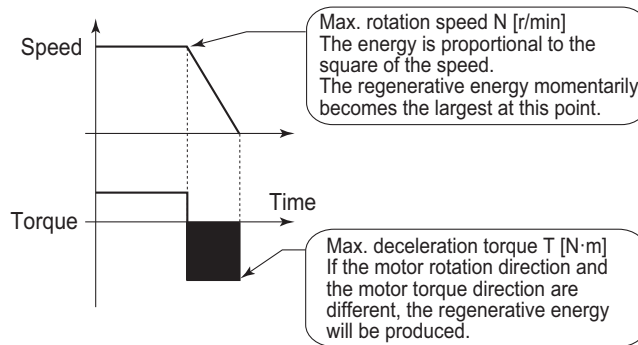 Speed
Max. rotation speed N [r/min]
The energy is proportional to the
square of the speed.
The regenerative energy momentarily
becomes the largest at this point.
Time
Torque
Max. deceleration torque T [N·m]
If the motor rotation direction and
the motor torque direction are
different, the regenerative energy
will be produced.